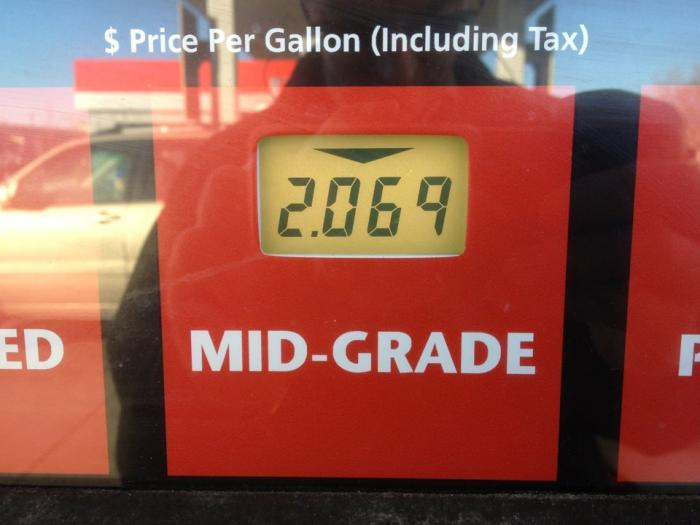 $ Price Per Gallon (Including Tax)
2.069
ED MID-GRADE P